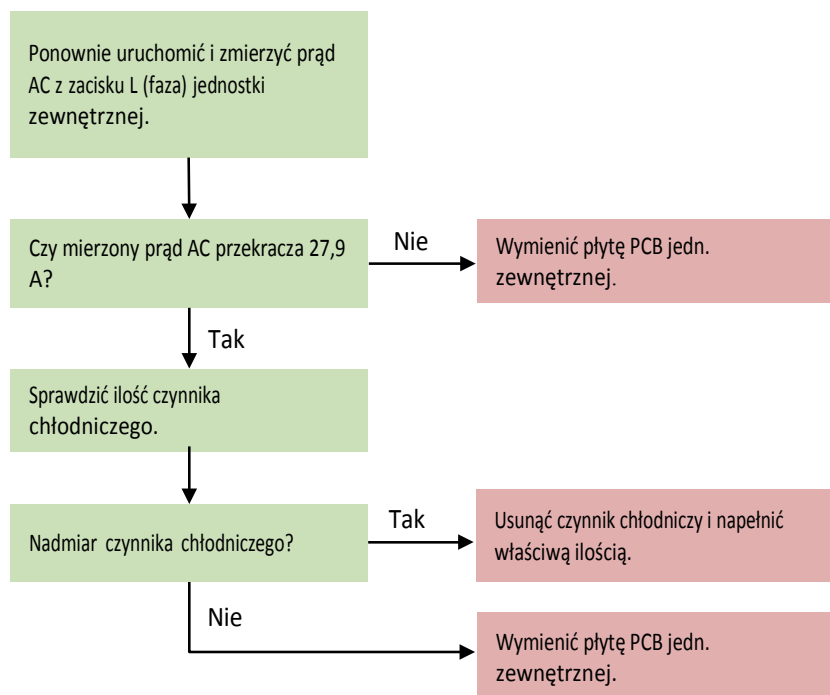 Ponownie uruchomić i zmierzyć prąd
AC z zacisku L (faza) jednostki
zewnętrznej.
Czy mierzony prąd AC przekracza 27,9
A?
Nie
Wymienić płytę PCB jedn.
zewnętrznej.
Tak
Sprawdzić ilość czynnika
chłodniczego.
Nadmiar czynnika chłodniczego?
Tak
Usunąć czynnik chłodniczy i napełnić
właściwą ilością.
Nie
Wymienić płytę PCB jedn.
zewnętrznej.